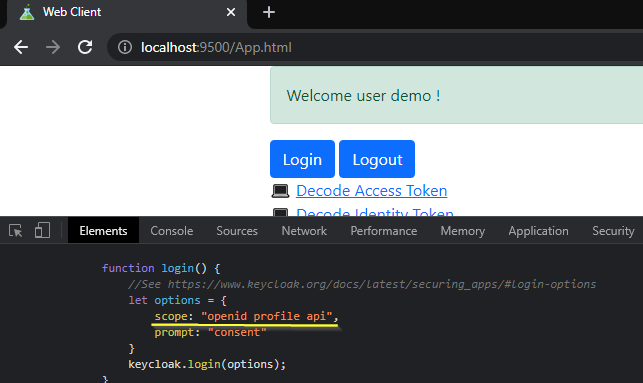 Web Client
localhost:9500/App.html
Welcome user demo !
Login Logout
Decode Access Token
Decode Identity Token
Elements Console Sources Network Performance Memory Application Security
function login() {
//See https://www.keycloak.org/docs/latest/securing_apps/#login-options
let options = {
scope: "openid profile api",
prompt: "consent"
}
keycloak.login(options);
}